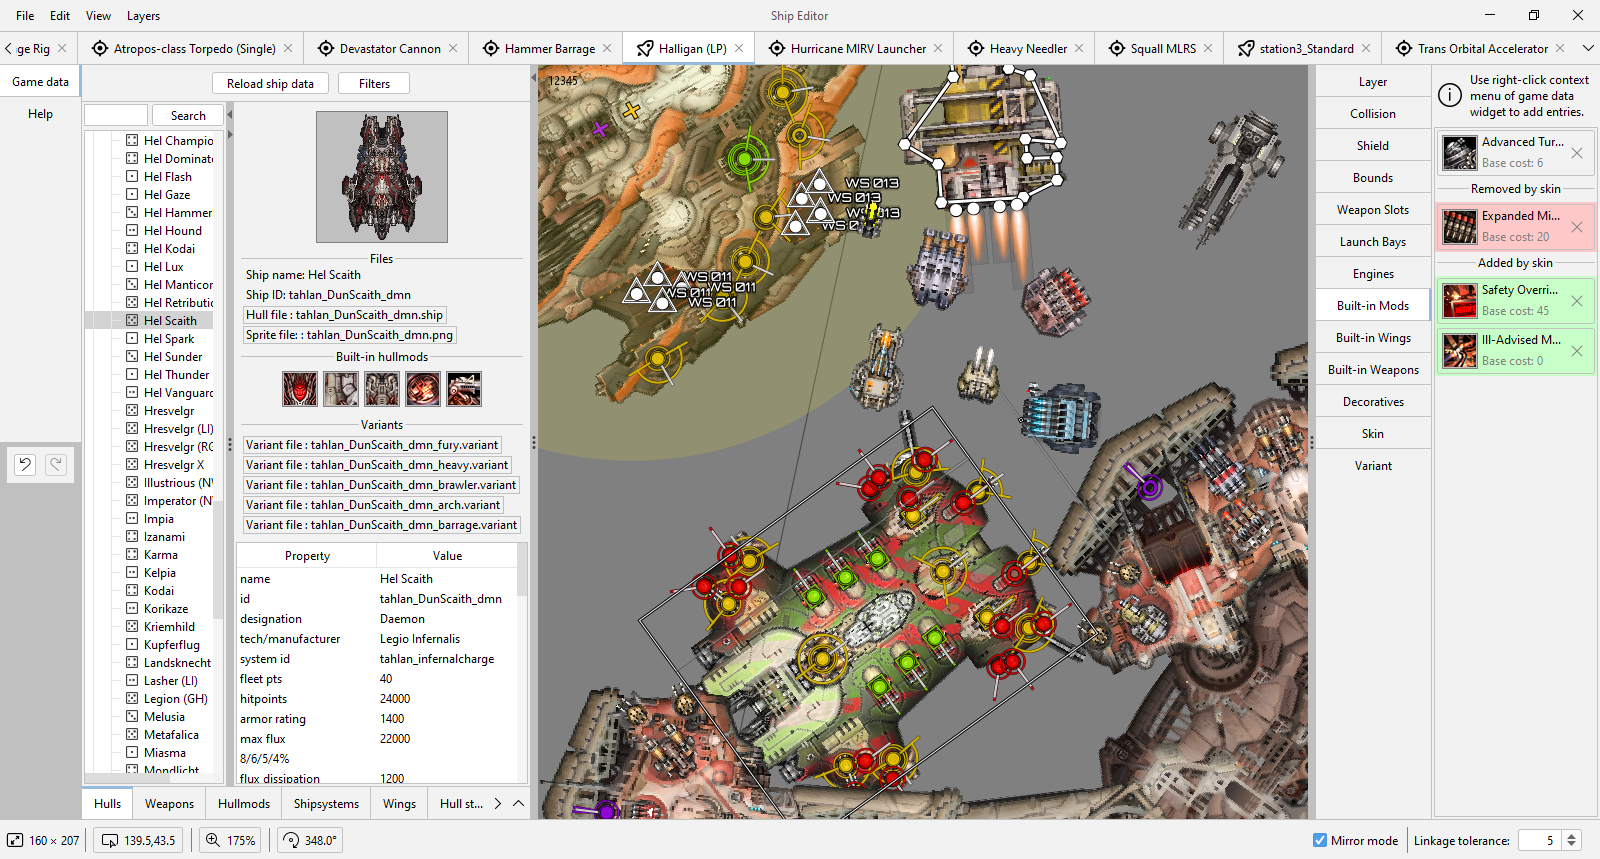 File Edit View Layers Ship Editor
ge Rig Atropos-class Torpedo (Single) Devastator Cannon Hammer Barrage Halligan (LP) Hurricane MIRV Launcher Heavy Needler Squall MLRS station3_Standard Trans Orbital Accelerator
Game data
Help
Reload ship data Filters
Search
Hel Champio
Hel Dominato
Hel Flash
Hel Gaze
Hel Hammer
Hel Hound
Hel Kodai
Hel Lux
Hel Manticor
Hel Retributic
Hel Scaith
Hel Spark
Hel Sunder
Hel Thunder
Hel Vanguard
Hresvelgr
Hresvelgr (LI)
Hresvelgr (RG
Hresvelgr X
Illustrious (N
Imperator (N
Impia
Izanami
Karma
Kelpia
Kodai
Korikaze
Kriemhild
Kupferflug
Landsknecht
Lasher (LI)
Legion (GH)
Melusia
Metafalica
Miasma
Mondlicht
Files
Ship name: Hel Scaith
Ship ID: tahlan_DunScaith_dmn
Hull file : tahlan_DunScaith_dmn.ship
Sprite file: : tahlan_DunScaith_dmn.png
Built-in hullmods
Variants
Variant file : tahlan_DunScaith_dmn_fury.variant
Variant file : tahlan_DunScaith_dmn_heavy.variant
Variant file : tahlan_DunScaith_dmn_brawler.variant
Variant file : tahlan_DunScaith_dmn_arch.variant
Variant file : tahlan_DunScaith_dmn_barrage.variant
Property Value
name Hel Scaith
id tahlan_DunScaith_dmn
designation Daemon
tech/manufacturer Legio Infernalis
system id tahlan_infernalcharge
fleet pts 40
hitpoints 24000
armor rating 1400
max flux 22000
8/6/5/4%
flux dissipation 1200
Hulls Weapons Hullmods Shipsystems Wings Hull st...
12345
WS 013
WS 013
WS 013
WS 0
WS 011
WS 011
WS 011
WS 011
Layer
Collision
Shield
Bounds
Weapon Slots
Launch Bays
Engines
Built-in Mods
Built-in Wings
Built-in Weapons
Decoratives
Skin
Variant
Use right-click context
menu of game data
widget to add entries.
Advanced Tur...
Base cost: 6
Removed by skin
Expanded Mi...
Base cost: 20
Added by skin
Safety Overri...
Base cost: 45
Ill-Advised M...
Base cost: 0
160 × 207 139.5,43.5 175% 348.0° Mirror mode Linkage tolerance: 5